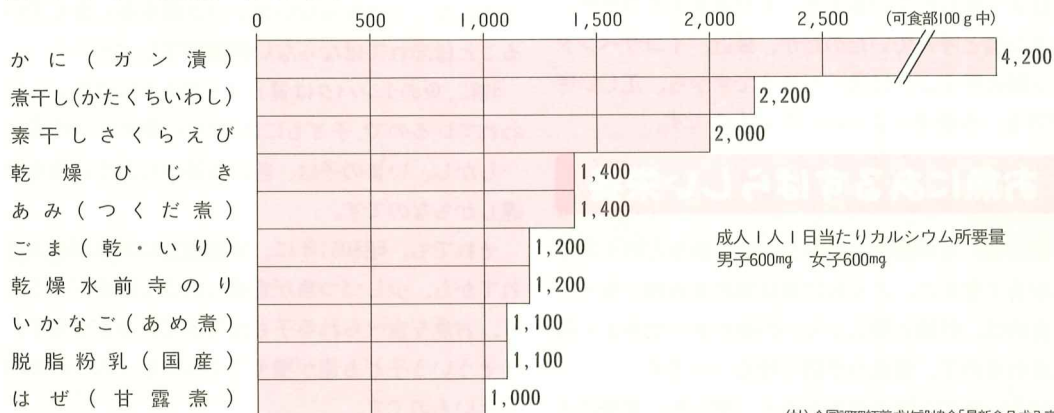 0 500 1,000 1,500 2,000 2,500 (可食部100g中)
かに(ガン漬) 4,200
煮干し(かたくちいわし) 2,200
素干しさくらえび 2,000
乾燥ひじき 1,400
あみ(つくだ煮) 1,400
ごま(乾・いり) 1,200
乾燥水前寺のり 1,200
いかなご(あめ煮) 1,100
脱脂粉乳(国産) 1,100
はぜ(甘露煮) 1,000
成人1人1日当たりカルシウム所要量
男子600mg 女子600mg